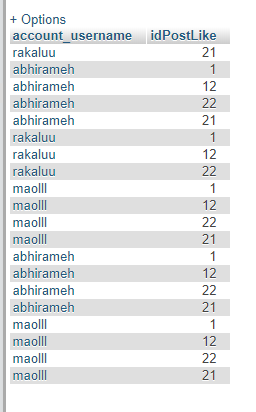 + Options
account_username idPostLike
rakaluu 21
abhirameh 1
abhirameh 12
abhirameh 22
abhirameh 21
rakaluu 1
rakaluu 12
rakaluu 22
maolll 1
maolll 12
maolll 22
maolll 21
abhirameh 1
abhirameh 12
abhirameh 22
abhirameh 21
maolll 1
maolll 12
maolll 22
maolll 21